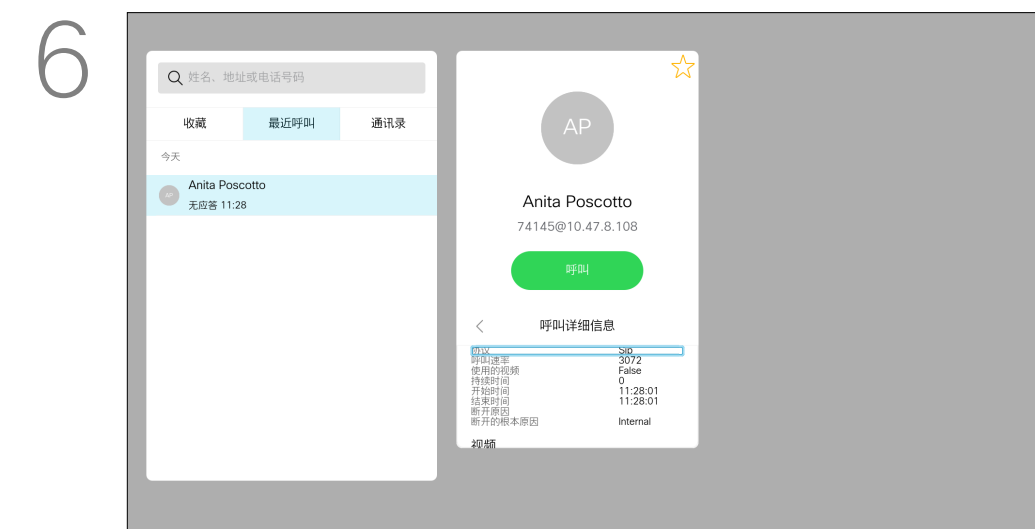 6
姓名、地址或电话号码
收藏 最近呼叫 通讯录
今天
AP Anita Poscotto
无应答 11:28
AP
Anita Poscotto
74145@10.47.8.108
呼叫
呼叫详细信息
协议 Sip
呼叫速率 3072
使用的视频 False
持续时间 0
开始时间 11:28:01
结束时间 11:28:01
断开原因
断开的根本原因 Internal
视频